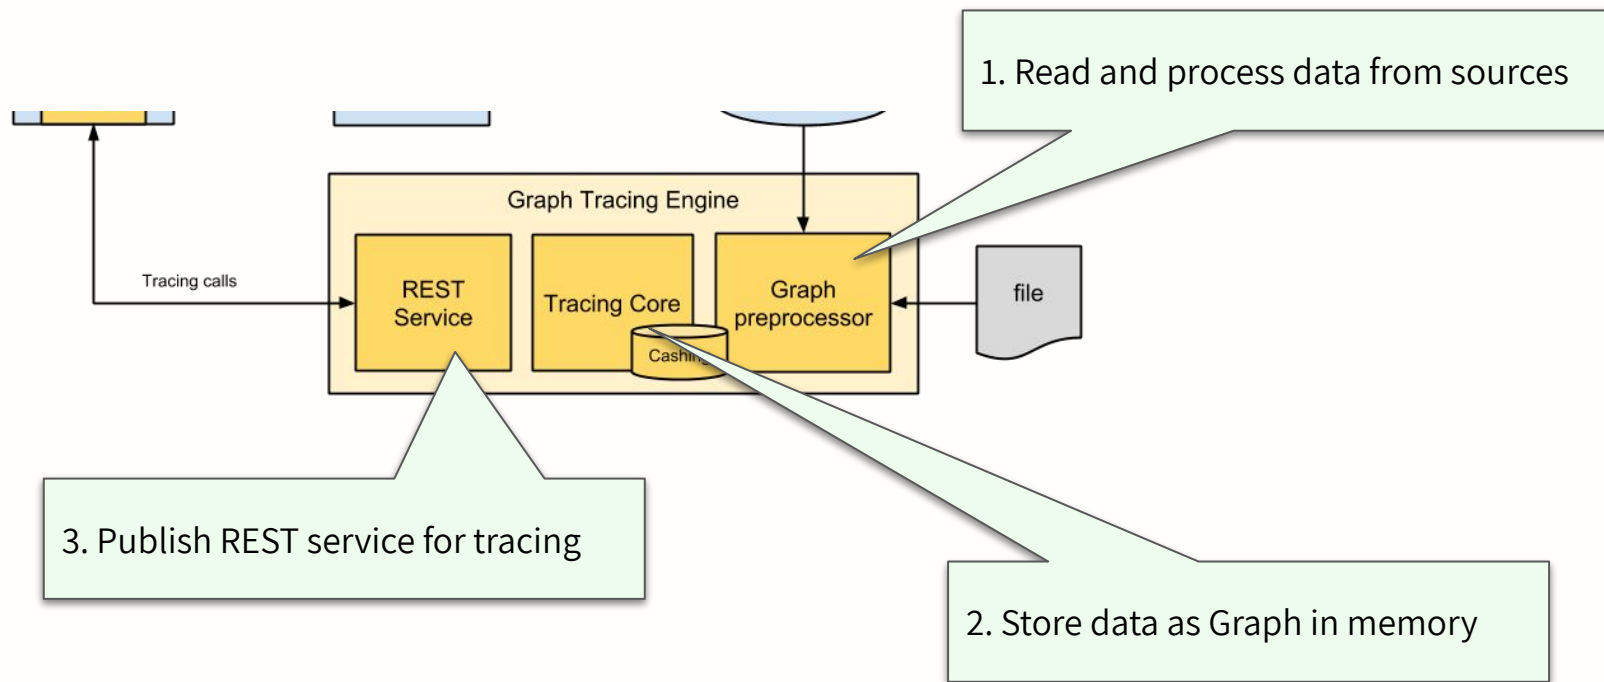 1. Read and process data from sources
Graph Tracing Engine
Tracing calls
REST
Service
Tracing Core
Graph
preprocessor
file
Cashing
3. Publish REST service for tracing
2. Store data as Graph in memory